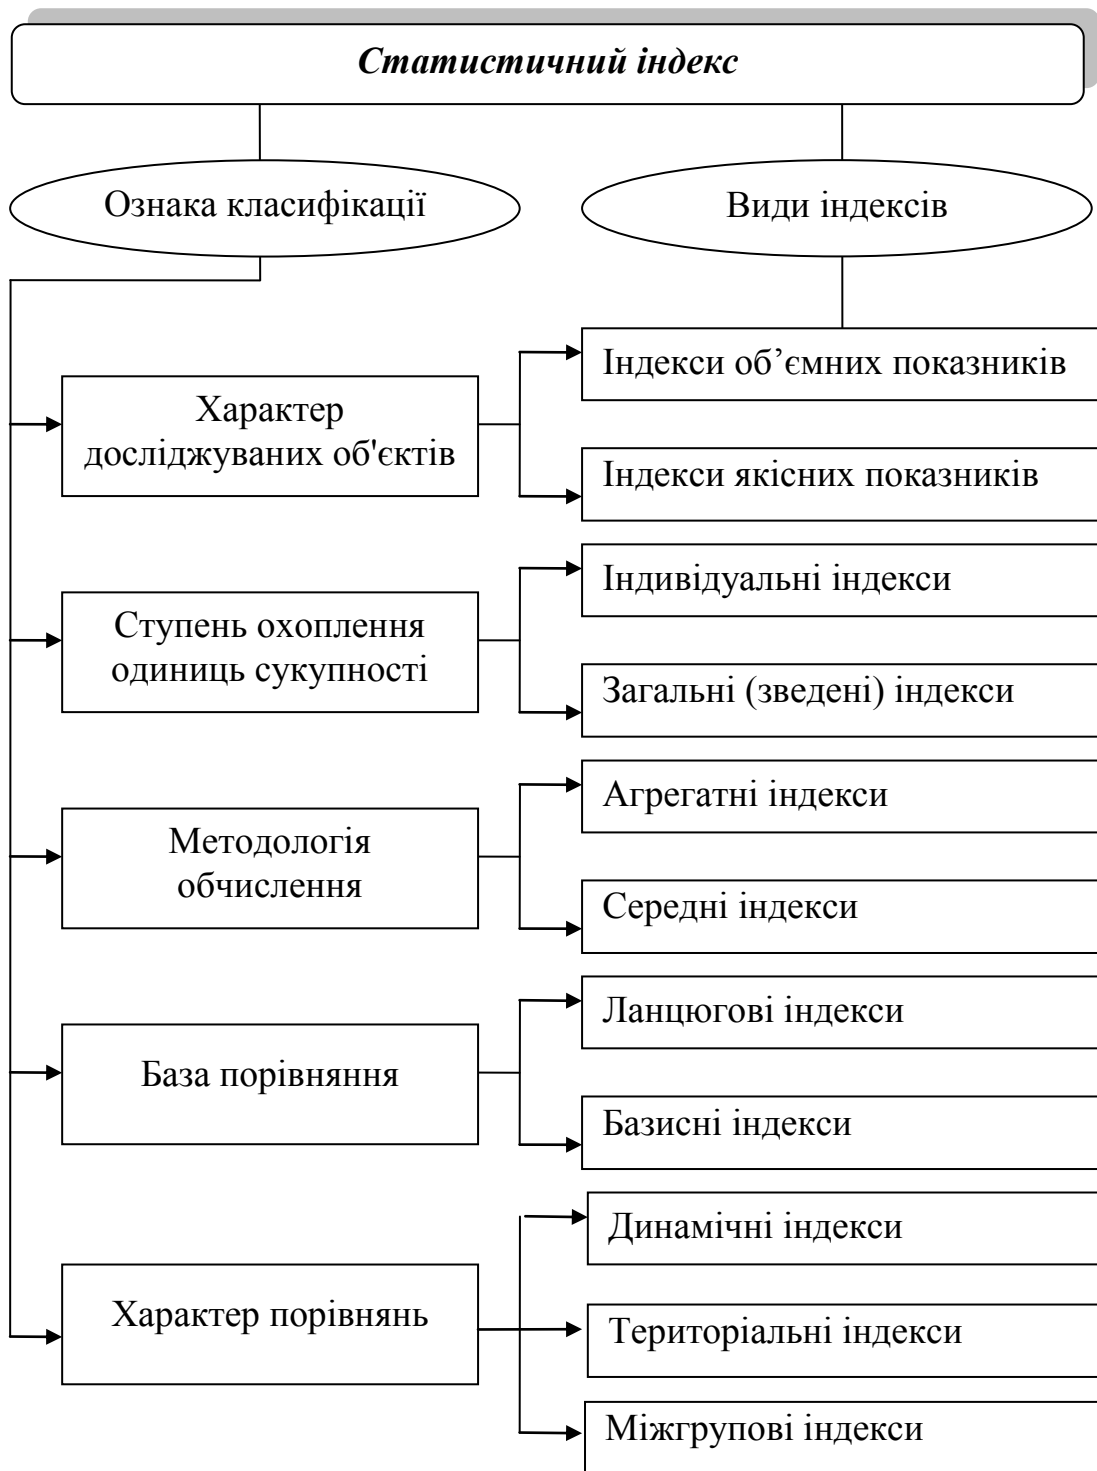 Статистичний індекс
Ознака класифікації
Види індексів
Характер
досліджуваних об'єктів
Індекси об’ємних показників
Індекси якісних показників
Ступень охоплення
одиниць сукупності
Індивідуальні індекси
Загальні (зведені) індекси
Методологія
обчислення
Агрегатні індекси
Середні індекси
База порівняння
Ланцюгові індекси
Базисні індекси
Характер порівнянь
Динамічні індекси
Територіальні індекси
Міжгрупові індекси